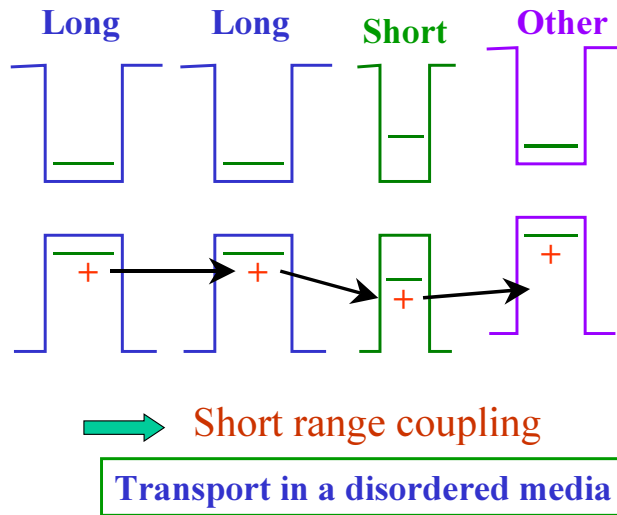 Long Long Short Other
+ + + +
Short range coupling
Transport in a disordered media